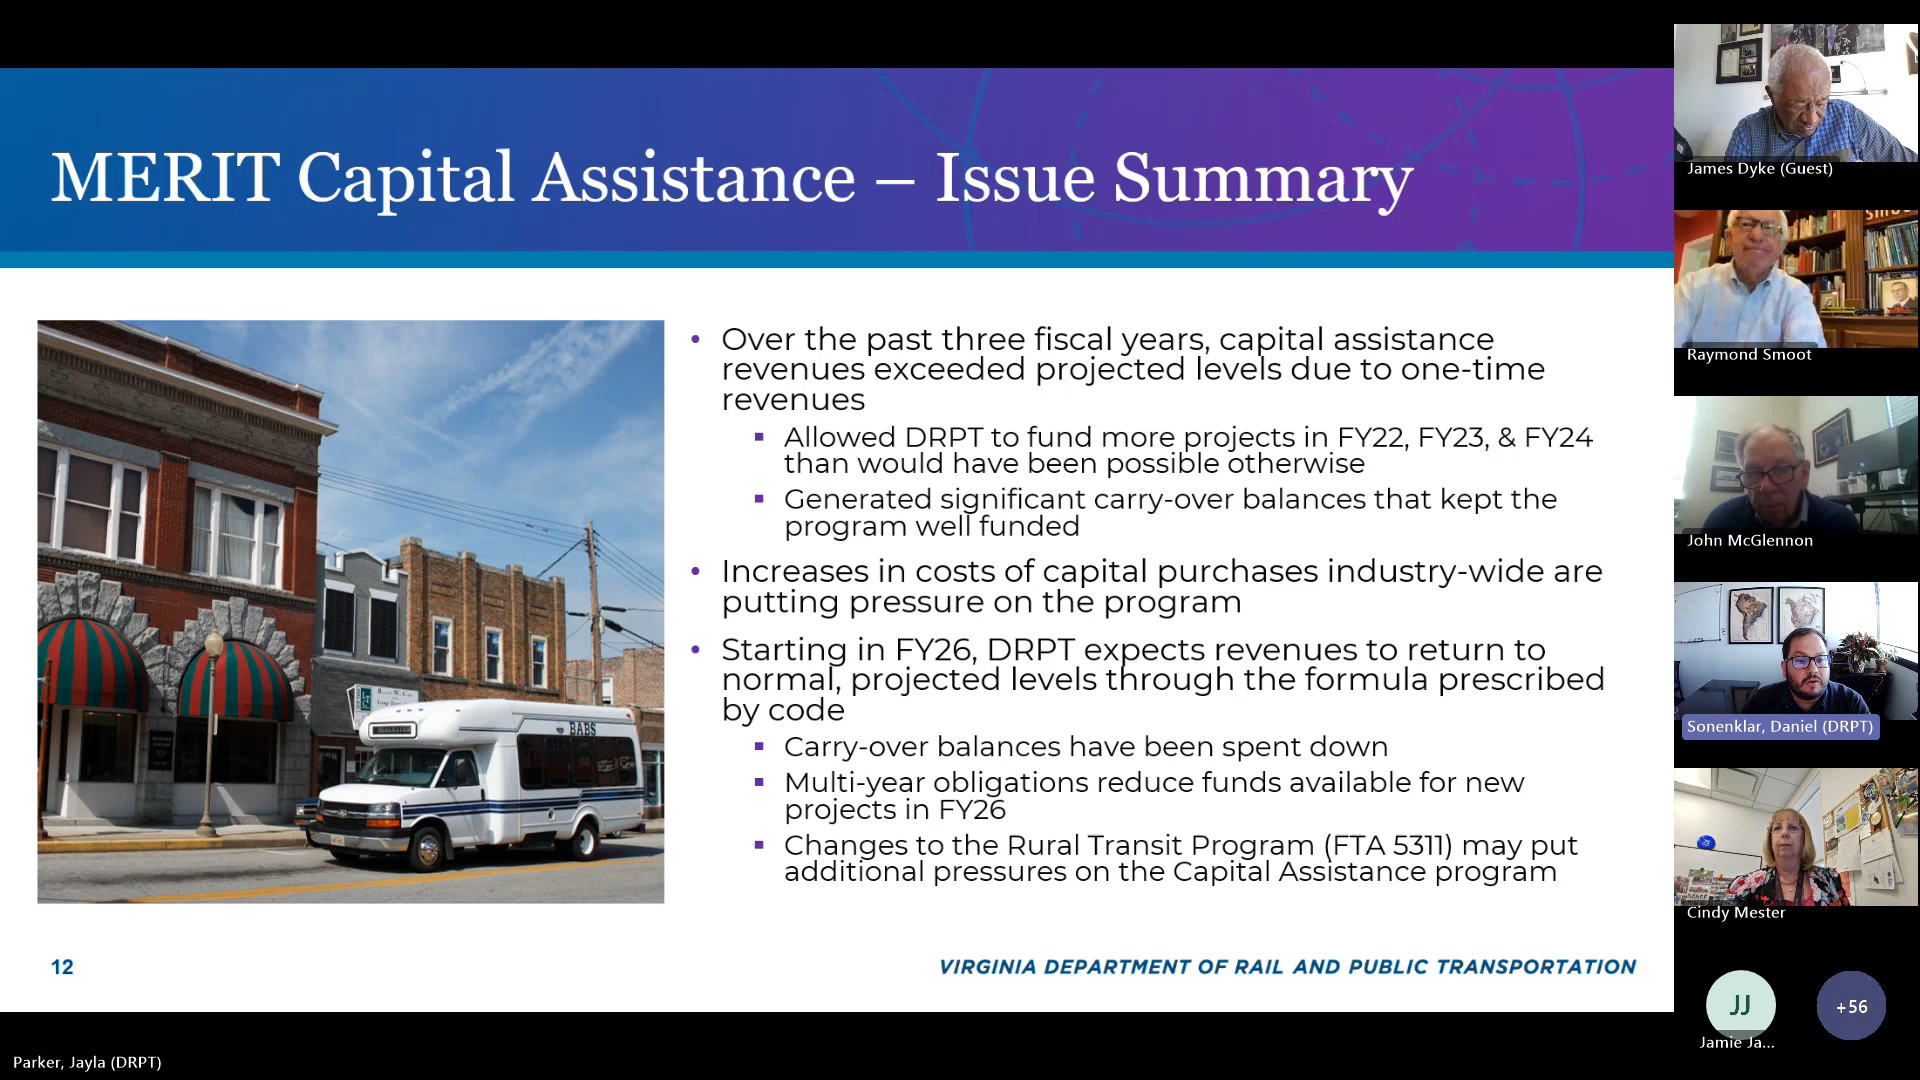 MERIT Capital Assistance – Issue Summary
• Over the past three fiscal years, capital assistance
revenues exceeded projected levels due to one-time
revenues
▪ Allowed DRPT to fund more projects in FY22, FY23, & FY24
than would have been possible otherwise
▪ Generated significant carry-over balances that kept the
program well funded
• Increases in costs of capital purchases industry-wide are
putting pressure on the program
• Starting in FY26, DRPT expects revenues to return to
normal, projected levels through the formula prescribed
by code
▪ Carry-over balances have been spent down
▪ Multi-year obligations reduce funds available for new
projects in FY26
▪ Changes to the Rural Transit Program (FTA 5311) may put
additional pressures on the Capital Assistance program
BABS
12
VIRGINIA DEPARTMENT OF RAIL AND PUBLIC TRANSPORTATION
James Dyke (Guest)
Raymond Smoot
John McGlennon
Sonenklar, Daniel (DRPT)
Cindy Mester
JJ
+56
Jamie Ja...
Parker, Jayla (DRPT)